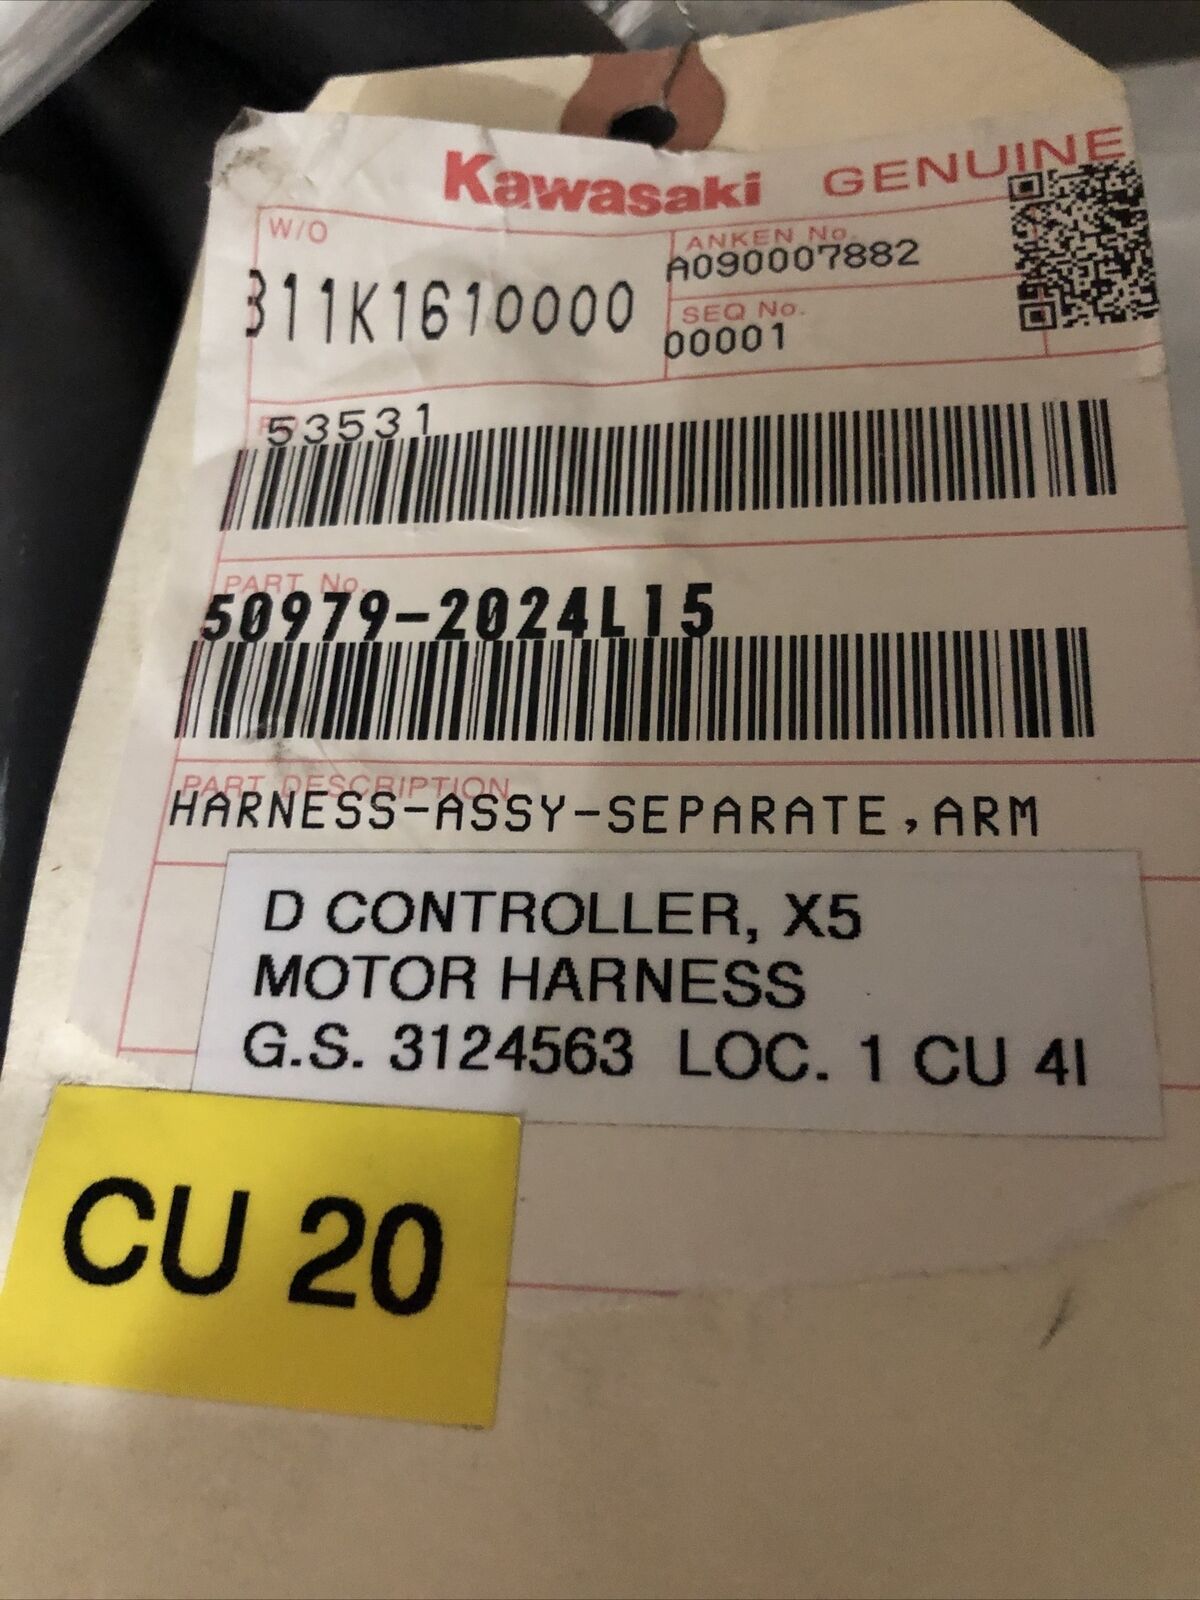 Kawasaki GENUINE
W/O
ANKEN No.
A090007882
311K1610000
SEQ No.
00001
53531
PART No.
50979-2024L15
PART DESCRIPTION
HARNESS-ASSY-SEPARATE,ARM
D CONTROLLER, X5
MOTOR HARNESS
G.S. 3124563 LOC. 1 CU 4I
CU 20